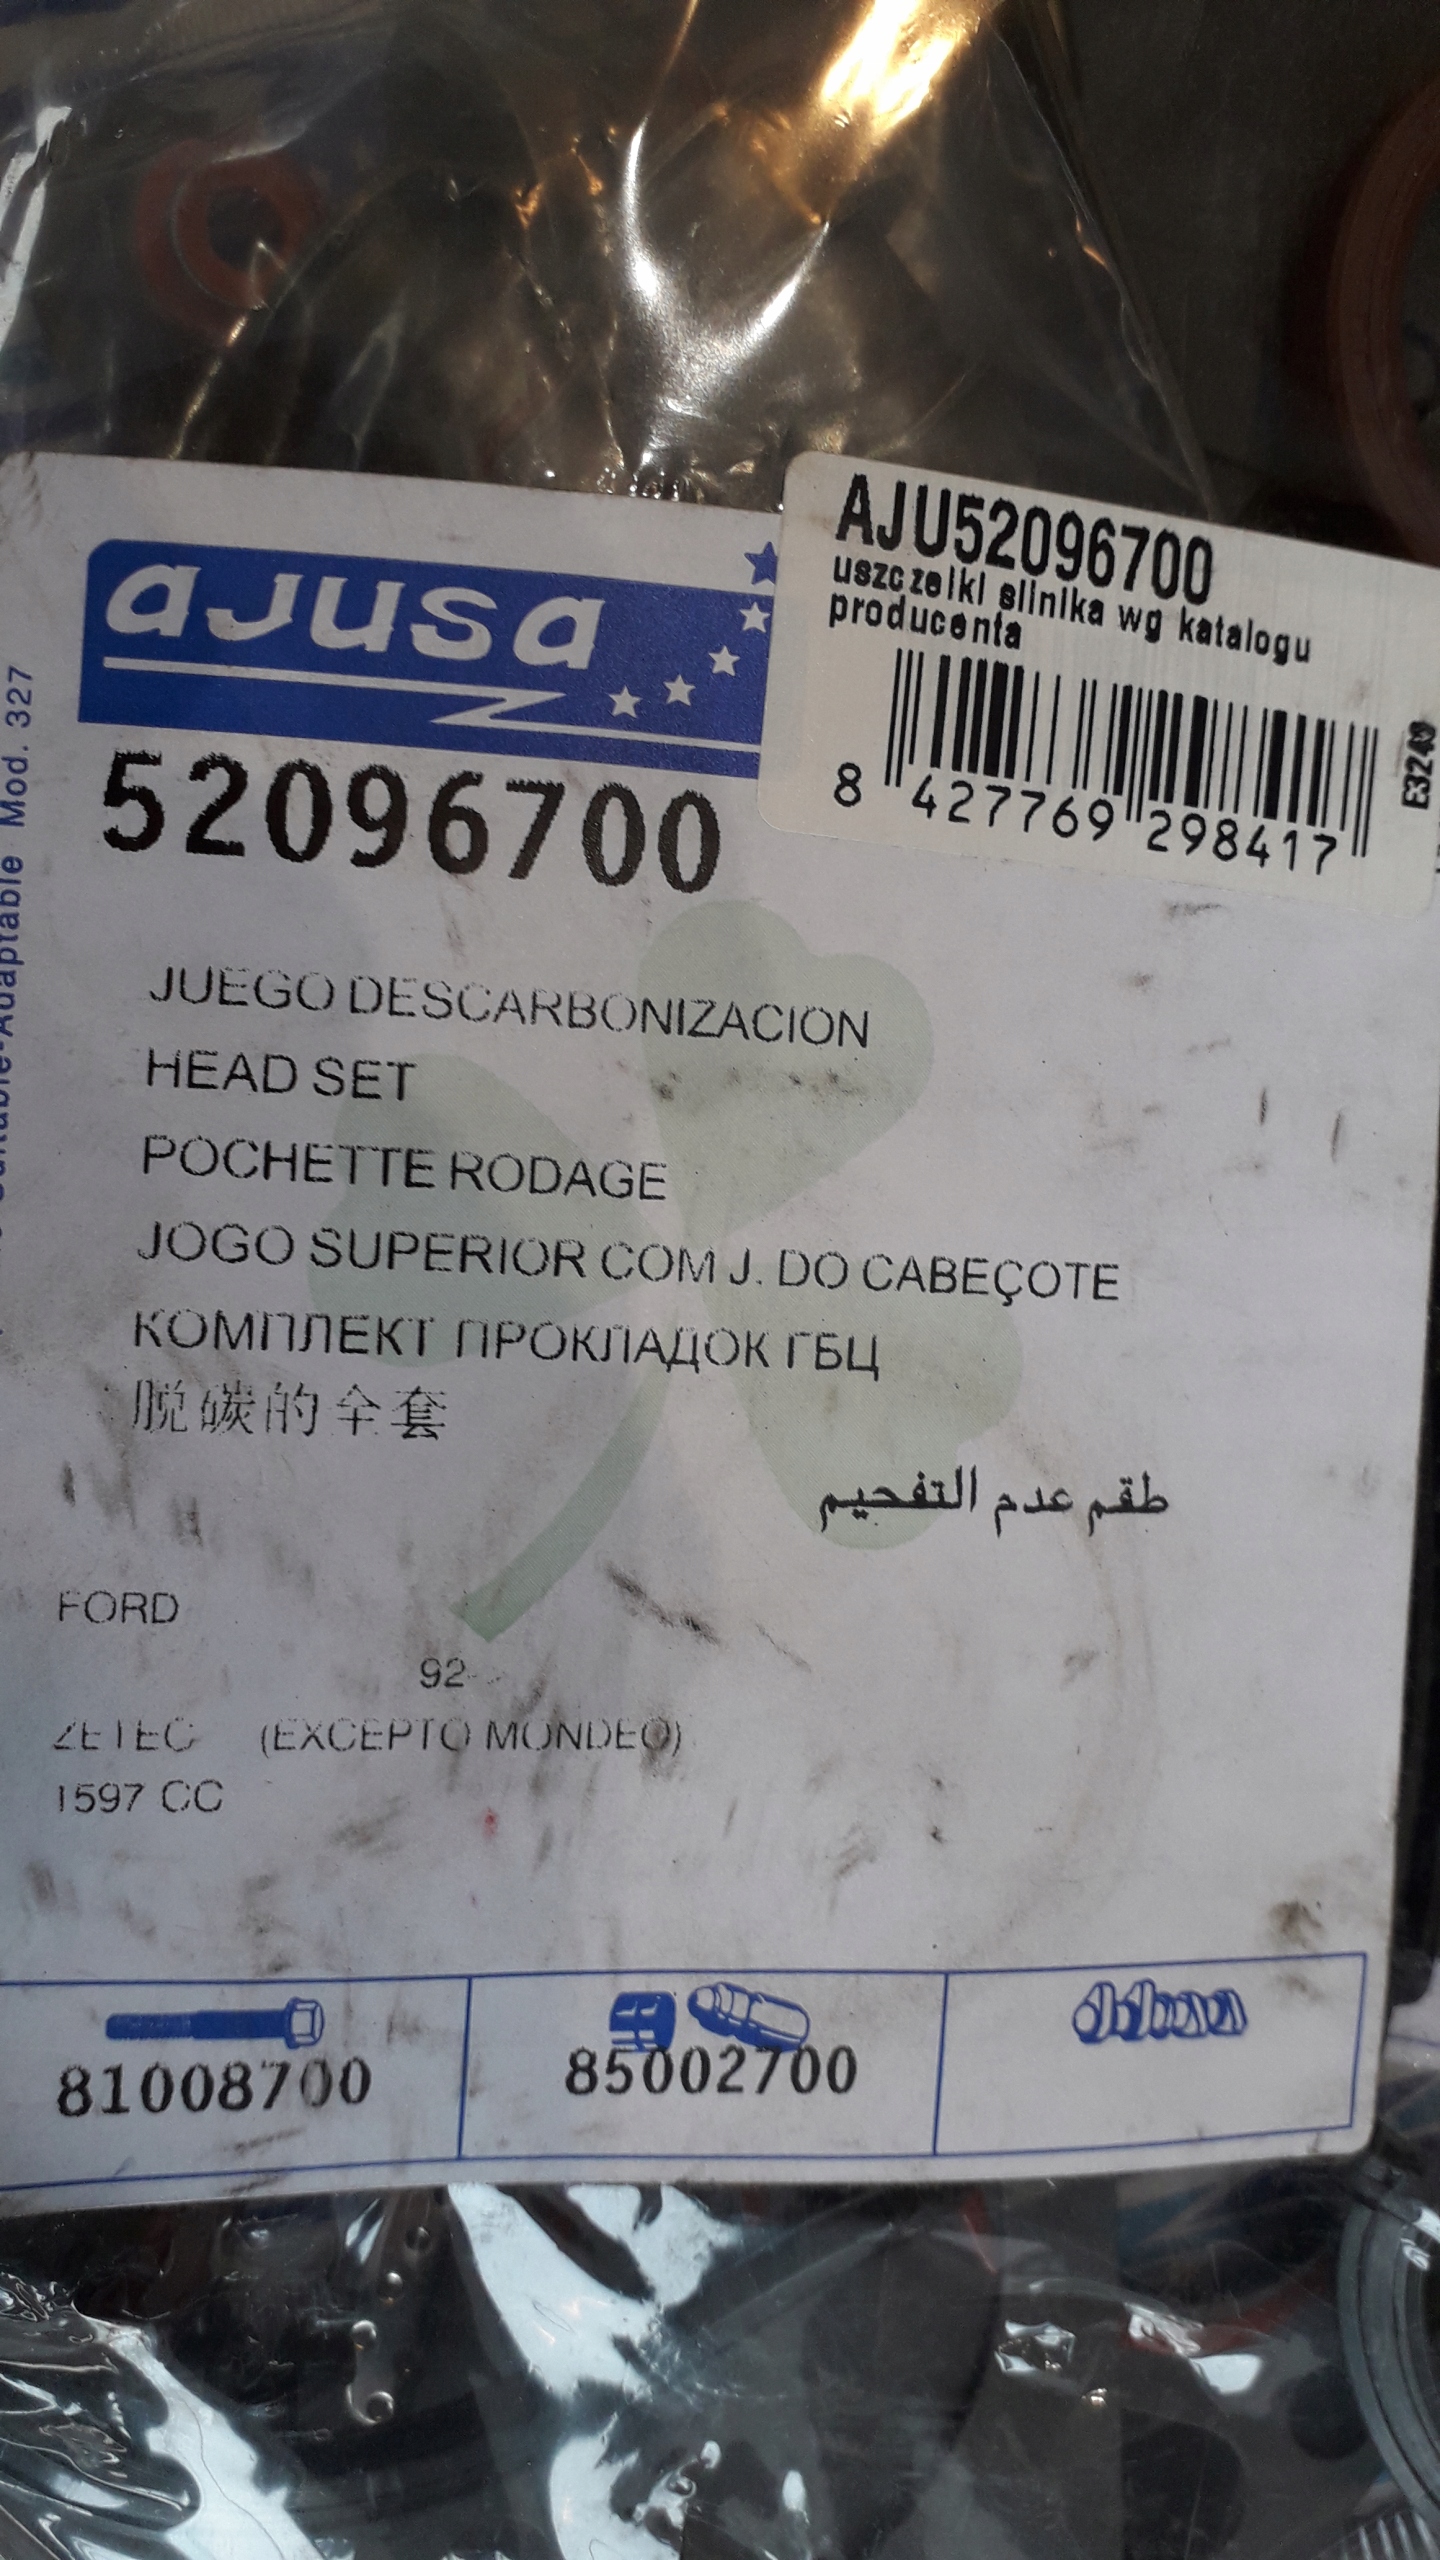 AJU52096700
uszczelki silnika wg katalogu
producenta
8 427769 298417
E3249
ajusa
52096700
Adaptable Mod. 327
JUEGO DESCARBONIZACION
HEAD SET
POCHETTE RODAGE
JOGO SUPERIOR COM J. DO CABEÇOTE
КОМПЛЕКТ ПРОКЛАДОК ГБЦ
脱碳的全套
طقم عدم التفحيم
FORD
92-
ZETEC (EXCEPTO MONDEO)
1597 CC
81008700
85002700